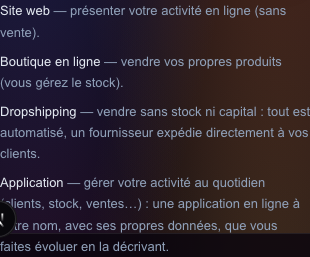 Site web — présenter votre activité en ligne (sans
vente).
Boutique en ligne — vendre vos propres produits
(vous gérez le stock).
Dropshipping — vendre sans stock ni capital : tout est
automatisé, un fournisseur expédie directement à vos
clients.
Application — gérer votre activité au quotidien
(clients, stock, ventes…) : une application en ligne à
nom, avec ses propres données, que vous
faites évoluer en la décrivant.